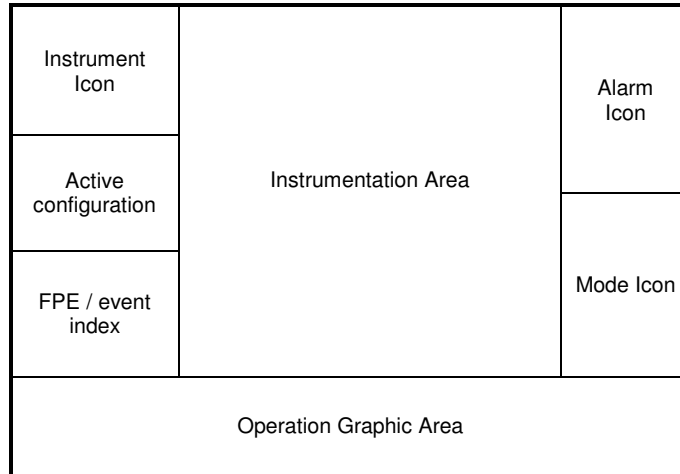 Instrument
Icon
Active
configuration
FPE / event
index
Instrumentation Area
Alarm
Icon
Mode Icon
Operation Graphic Area